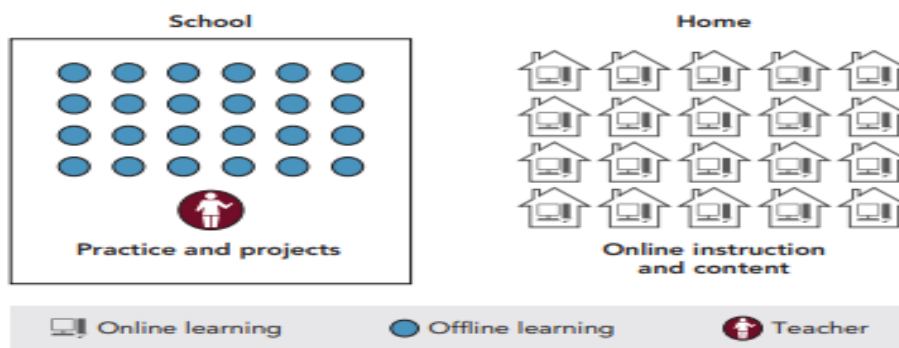 School
Home
Practice and projects
Online instruction
and content
Online learning
Offline learning
Teacher